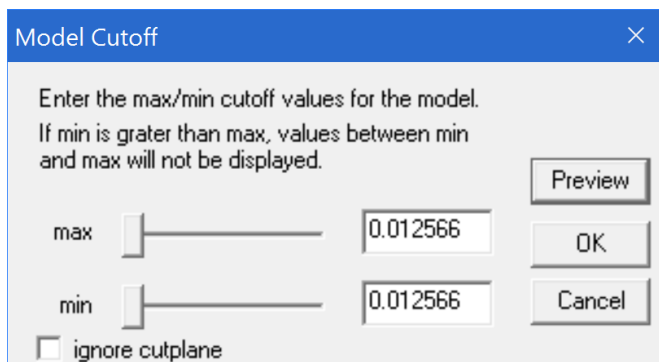 Model Cutoff
Enter the max/min cutoff values for the model.
If min is grater than max, values between min
and max will not be displayed.
Preview
max 0.012566
OK
min 0.012566
Cancel
ignore cutplane